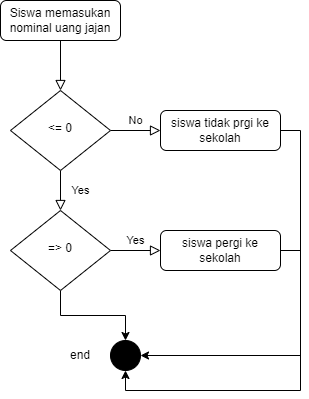 Siswa memasukan
nominal uang jajan
<= 0
No
siswa tidak prgi ke
sekolah
Yes
=> 0
Yes
siswa pergi ke
sekolah
end